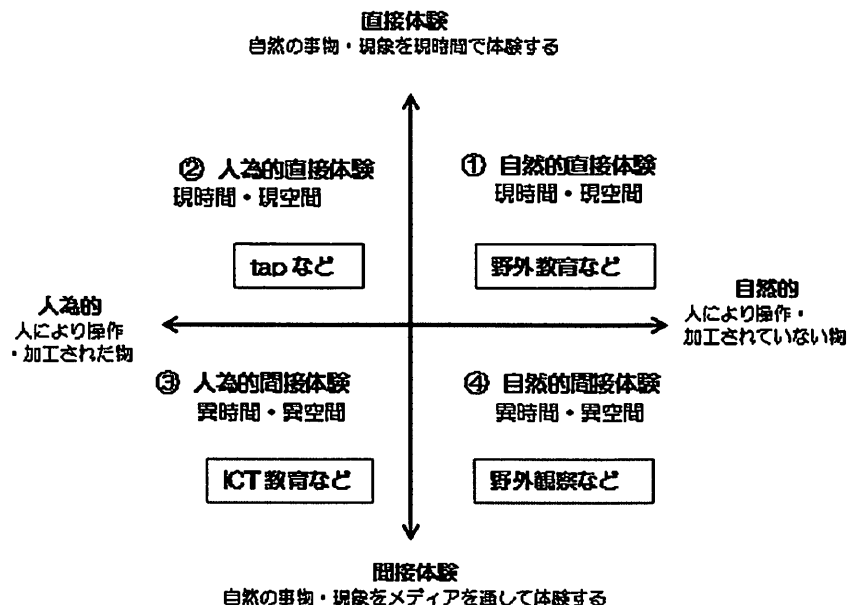 直接体験
自然の事物・現象を現時間で体験する
② 人為的直接体験
現時間・現空間
tapなど
① 自然的直接体験
現時間・現空間
野外教育など
人為的
人により操作
・加工されだ物
自然的
人により操作・
加工されていない物
③ 人為的間接体験
異時間・異空間
ICT教育など
④ 自然的間接体験
異時間・異空間
野外観察など
間接体験
自然の事物・現象をメディアを通して体験する